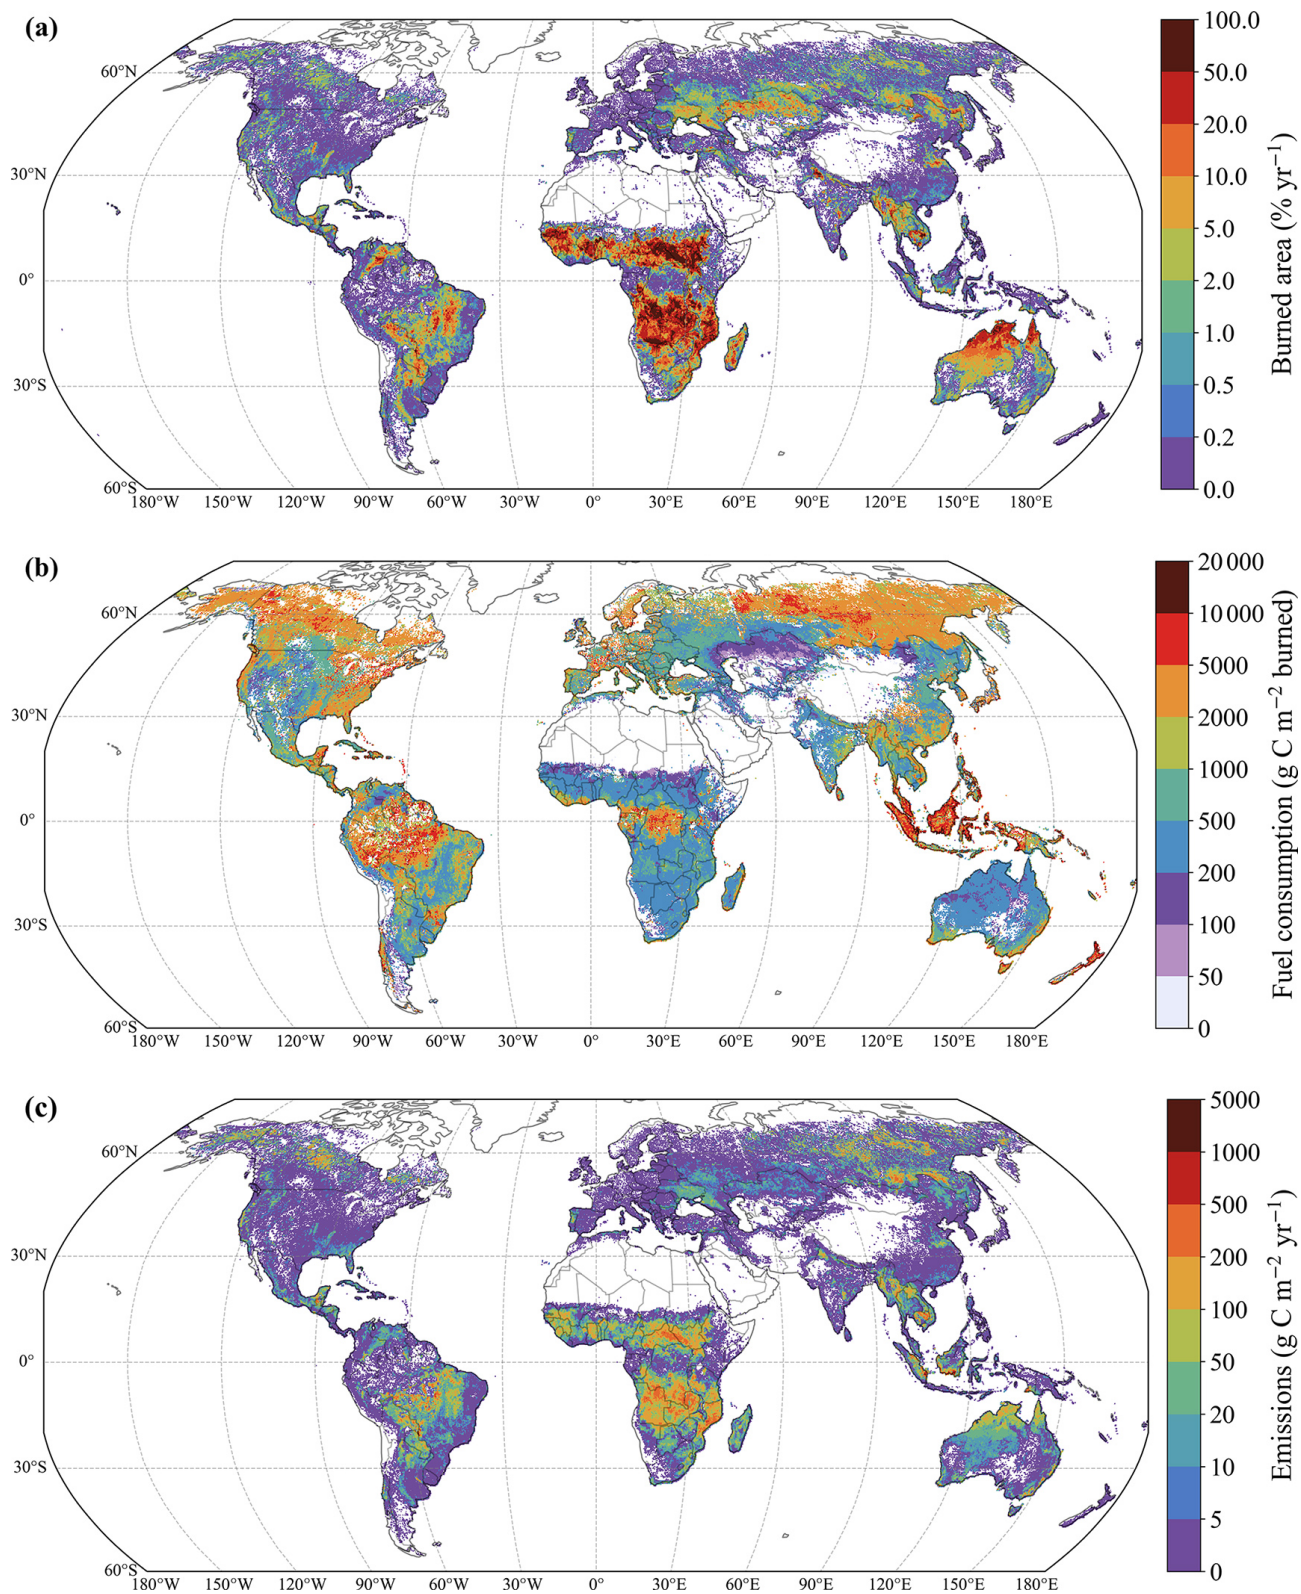 (a)
60°N
30°N
0°
30°S
60°S
180°W 150°W 120°W 90°W 60°W 30°W 0° 30°E 60°E 90°E 120°E 150°E 180°E
100.0
50.0
20.0
10.0
5.0
2.0
1.0
0.5
0.2
0.0
Burned area (% yr−1)
(b)
60°N
30°N
0°
30°S
60°S
180°W 150°W 120°W 90°W 60°W 30°W 0° 30°E 60°E 90°E 120°E 150°E 180°E
20 000
10 000
5000
2000
1000
500
200
100
50
0
Fuel consumption (g C m−2 burned)
(c)
60°N
30°N
0°
30°S
60°S
180°W 150°W 120°W 90°W 60°W 30°W 0° 30°E 60°E 90°E 120°E 150°E 180°E
5000
1000
500
200
100
50
20
10
5
0
Emissions (g C m−2 yr−1)